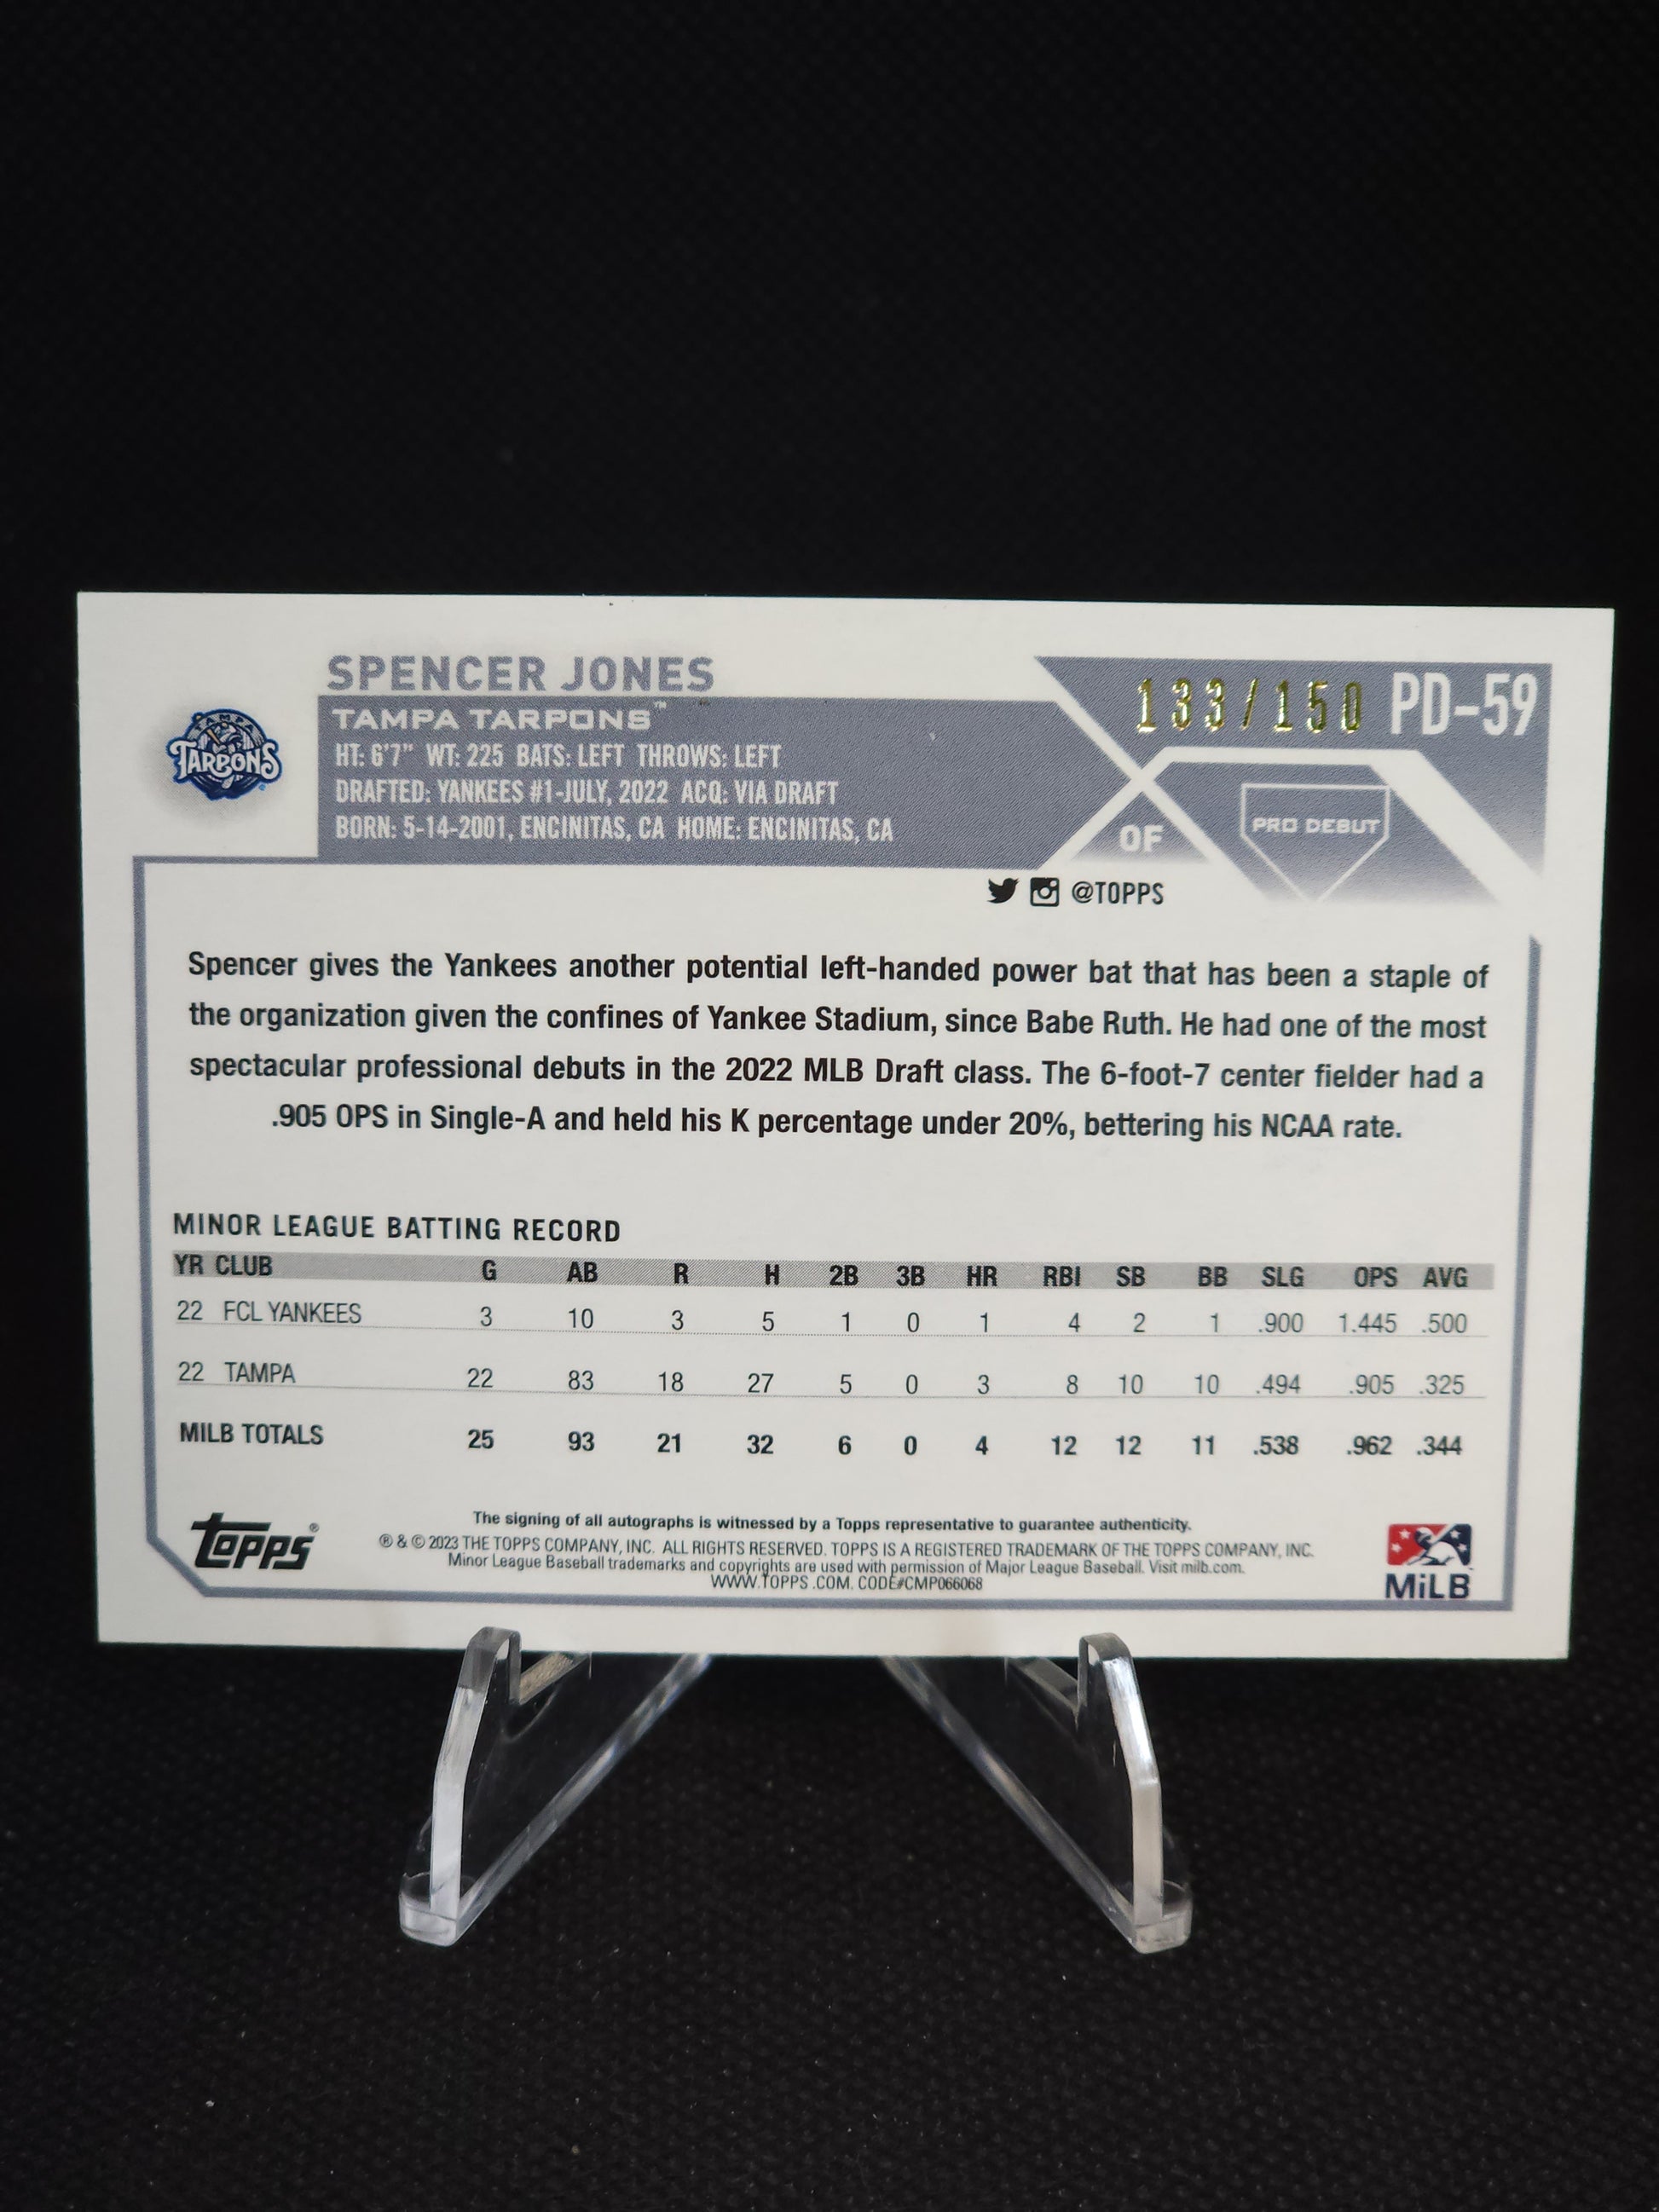 SPENCER JONES
133/150 PD-59
TAMPA TARPONS™
TAMPA
TARPONS
HT: 6'7" WT: 225 BATS: LEFT THROWS: LEFT
DRAFTED: YANKEES #1-JULY, 2022 ACQ: VIA DRAFT
BORN: 5-14-2001, ENCINITAS, CA HOME: ENCINITAS, CA
OF
PRO DEBUT
@TOPPS
Spencer gives the Yankees another potential left-handed power bat that has been a staple of
the organization given the confines of Yankee Stadium, since Babe Ruth. He had one of the most
spectacular professional debuts in the 2022 MLB Draft class. The 6-foot-7 center fielder had a
.905 OPS in Single-A and held his K percentage under 20%, bettering his NCAA rate.
MINOR LEAGUE BATTING RECORD
YR CLUB G AB R H 2B 3B HR RBI SB BB SLG OPS AVG
22 FCL YANKEES 3 10 3 5 1 0 1 4 2 1 .900 1.445 .500
22 TAMPA 22 83 18 27 5 0 3 8 10 10 .494 .905 .325
MILB TOTALS 25 93 21 32 6 0 4 12 12 11 .538 .962 .344
topps®
The signing of all autographs is witnessed by a Topps representative to guarantee authenticity.
® & © 2023 THE TOPPS COMPANY, INC. ALL RIGHTS RESERVED. TOPPS IS A REGISTERED TRADEMARK OF THE TOPPS COMPANY, INC.
Minor League Baseball trademarks and copyrights are used with permission of Major League Baseball. Visit milb.com.
WWW.TOPPS.COM. CODE#CMP066068
MiLB